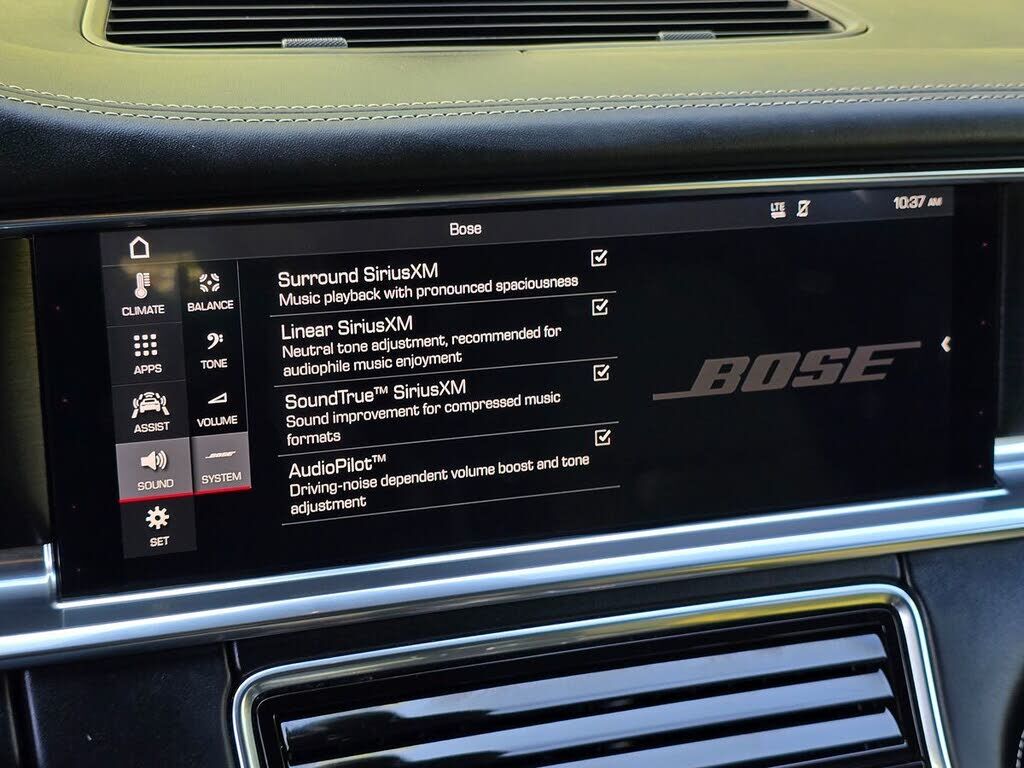 Bose
LTE
10:37 AM
CLIMATE
BALANCE
APPS
TONE
ASSIST
VOLUME
SOUND
BOSE
SYSTEM
SET
Surround SiriusXM
Music playback with pronounced spaciousness
Linear SiriusXM
Neutral tone adjustment, recommended for
audiophile music enjoyment
SoundTrue™ SiriusXM
Sound improvement for compressed music
formats
AudioPilot™
Driving-noise dependent volume boost and tone
adjustment
BOSE